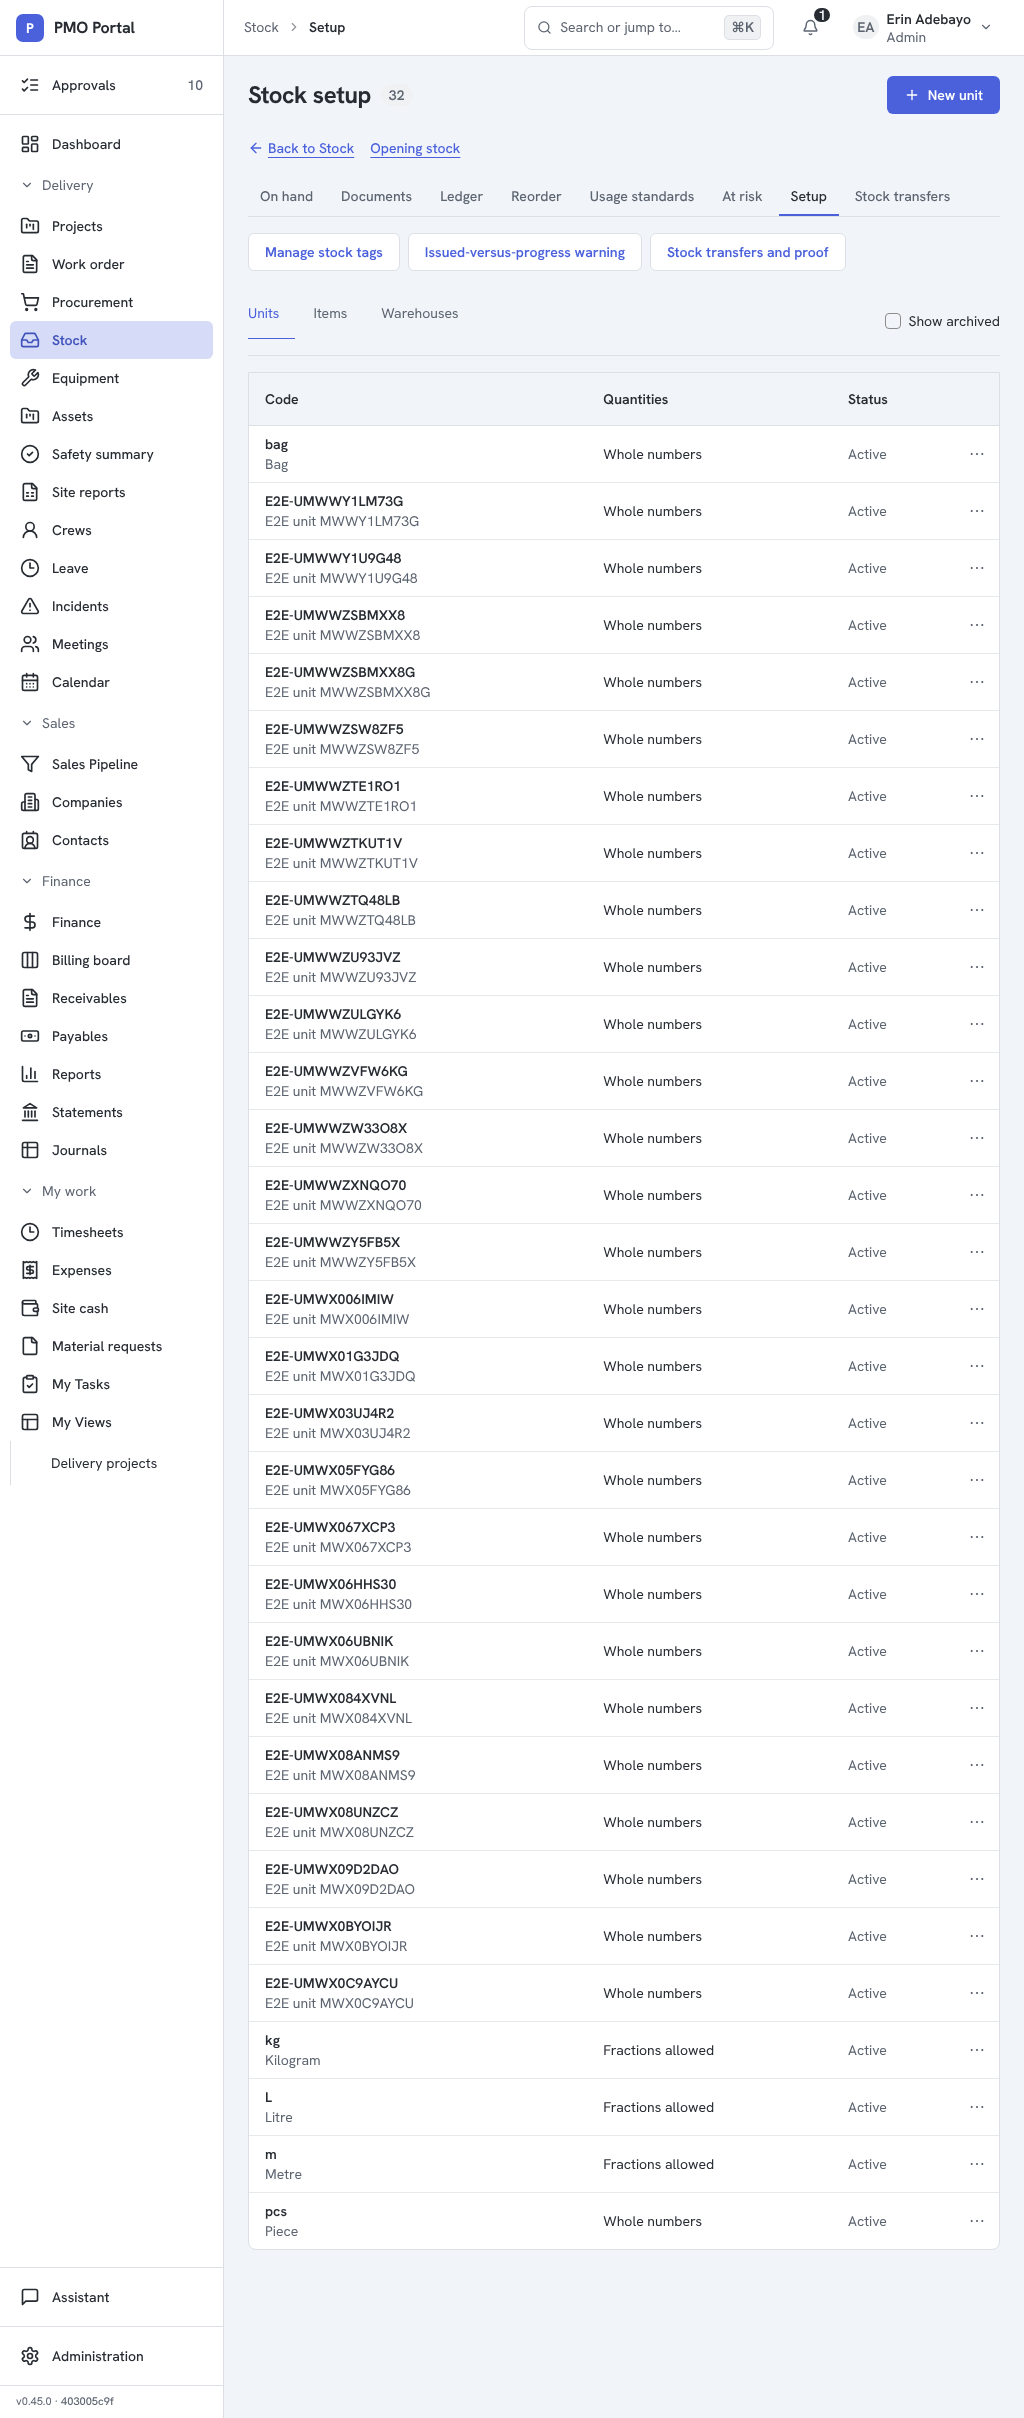 P PMO Portal
Stock > Setup
Search or jump to... ⌘K
1
EA Erin Adebayo
Admin
Approvals 10
Dashboard
Delivery
Projects
Work order
Procurement
Stock
Equipment
Assets
Safety summary
Site reports
Crews
Leave
Incidents
Meetings
Calendar
Sales
Sales Pipeline
Companies
Contacts
Finance
Finance
Billing board
Receivables
Payables
Reports
Statements
Journals
My work
Timesheets
Expenses
Site cash
Material requests
My Tasks
My Views
Delivery projects
Assistant
Administration
v0.45.0 · 403005c9f
Stock setup 32
+ New unit
← Back to Stock Opening stock
On hand Documents Ledger Reorder Usage standards At risk Setup Stock transfers
Manage stock tags Issued-versus-progress warning Stock transfers and proof
Units Items Warehouses Show archived
Code Quantities Status
bag
Bag
Whole numbers Active ···
E2E-UMWWY1LM73G
E2E unit MWWY1LM73G
Whole numbers Active ···
E2E-UMWWY1U9G48
E2E unit MWWY1U9G48
Whole numbers Active ···
E2E-UMWWZSBMXX8
E2E unit MWWZSBMXX8
Whole numbers Active ···
E2E-UMWWZSBMXX8G
E2E unit MWWZSBMXX8G
Whole numbers Active ···
E2E-UMWWZSW8ZF5
E2E unit MWWZSW8ZF5
Whole numbers Active ···
E2E-UMWWZTE1RO1
E2E unit MWWZTE1RO1
Whole numbers Active ···
E2E-UMWWZTKUT1V
E2E unit MWWZTKUT1V
Whole numbers Active ···
E2E-UMWWZTQ48LB
E2E unit MWWZTQ48LB
Whole numbers Active ···
E2E-UMWWZU93JVZ
E2E unit MWWZU93JVZ
Whole numbers Active ···
E2E-UMWWZULGYK6
E2E unit MWWZULGYK6
Whole numbers Active ···
E2E-UMWWZVFW6KG
E2E unit MWWZVFW6KG
Whole numbers Active ···
E2E-UMWWZW33O8X
E2E unit MWWZW33O8X
Whole numbers Active ···
E2E-UMWWZXNQO70
E2E unit MWWZXNQO70
Whole numbers Active ···
E2E-UMWWZY5FB5X
E2E unit MWWZY5FB5X
Whole numbers Active ···
E2E-UMWX006IMIW
E2E unit MWX006IMIW
Whole numbers Active ···
E2E-UMWX01G3JDQ
E2E unit MWX01G3JDQ
Whole numbers Active ···
E2E-UMWX03UJ4R2
E2E unit MWX03UJ4R2
Whole numbers Active ···
E2E-UMWX05FYG86
E2E unit MWX05FYG86
Whole numbers Active ···
E2E-UMWX067XCP3
E2E unit MWX067XCP3
Whole numbers Active ···
E2E-UMWX06HHS30
E2E unit MWX06HHS30
Whole numbers Active ···
E2E-UMWX06UBNIK
E2E unit MWX06UBNIK
Whole numbers Active ···
E2E-UMWX084XVNL
E2E unit MWX084XVNL
Whole numbers Active ···
E2E-UMWX08ANMS9
E2E unit MWX08ANMS9
Whole numbers Active ···
E2E-UMWX08UNZCZ
E2E unit MWX08UNZCZ
Whole numbers Active ···
E2E-UMWX09D2DAO
E2E unit MWX09D2DAO
Whole numbers Active ···
E2E-UMWX0BYOIJR
E2E unit MWX0BYOIJR
Whole numbers Active ···
E2E-UMWX0C9AYCU
E2E unit MWX0C9AYCU
Whole numbers Active ···
kg
Kilogram
Fractions allowed Active ···
L
Litre
Fractions allowed Active ···
m
Metre
Fractions allowed Active ···
pcs
Piece
Whole numbers Active ···